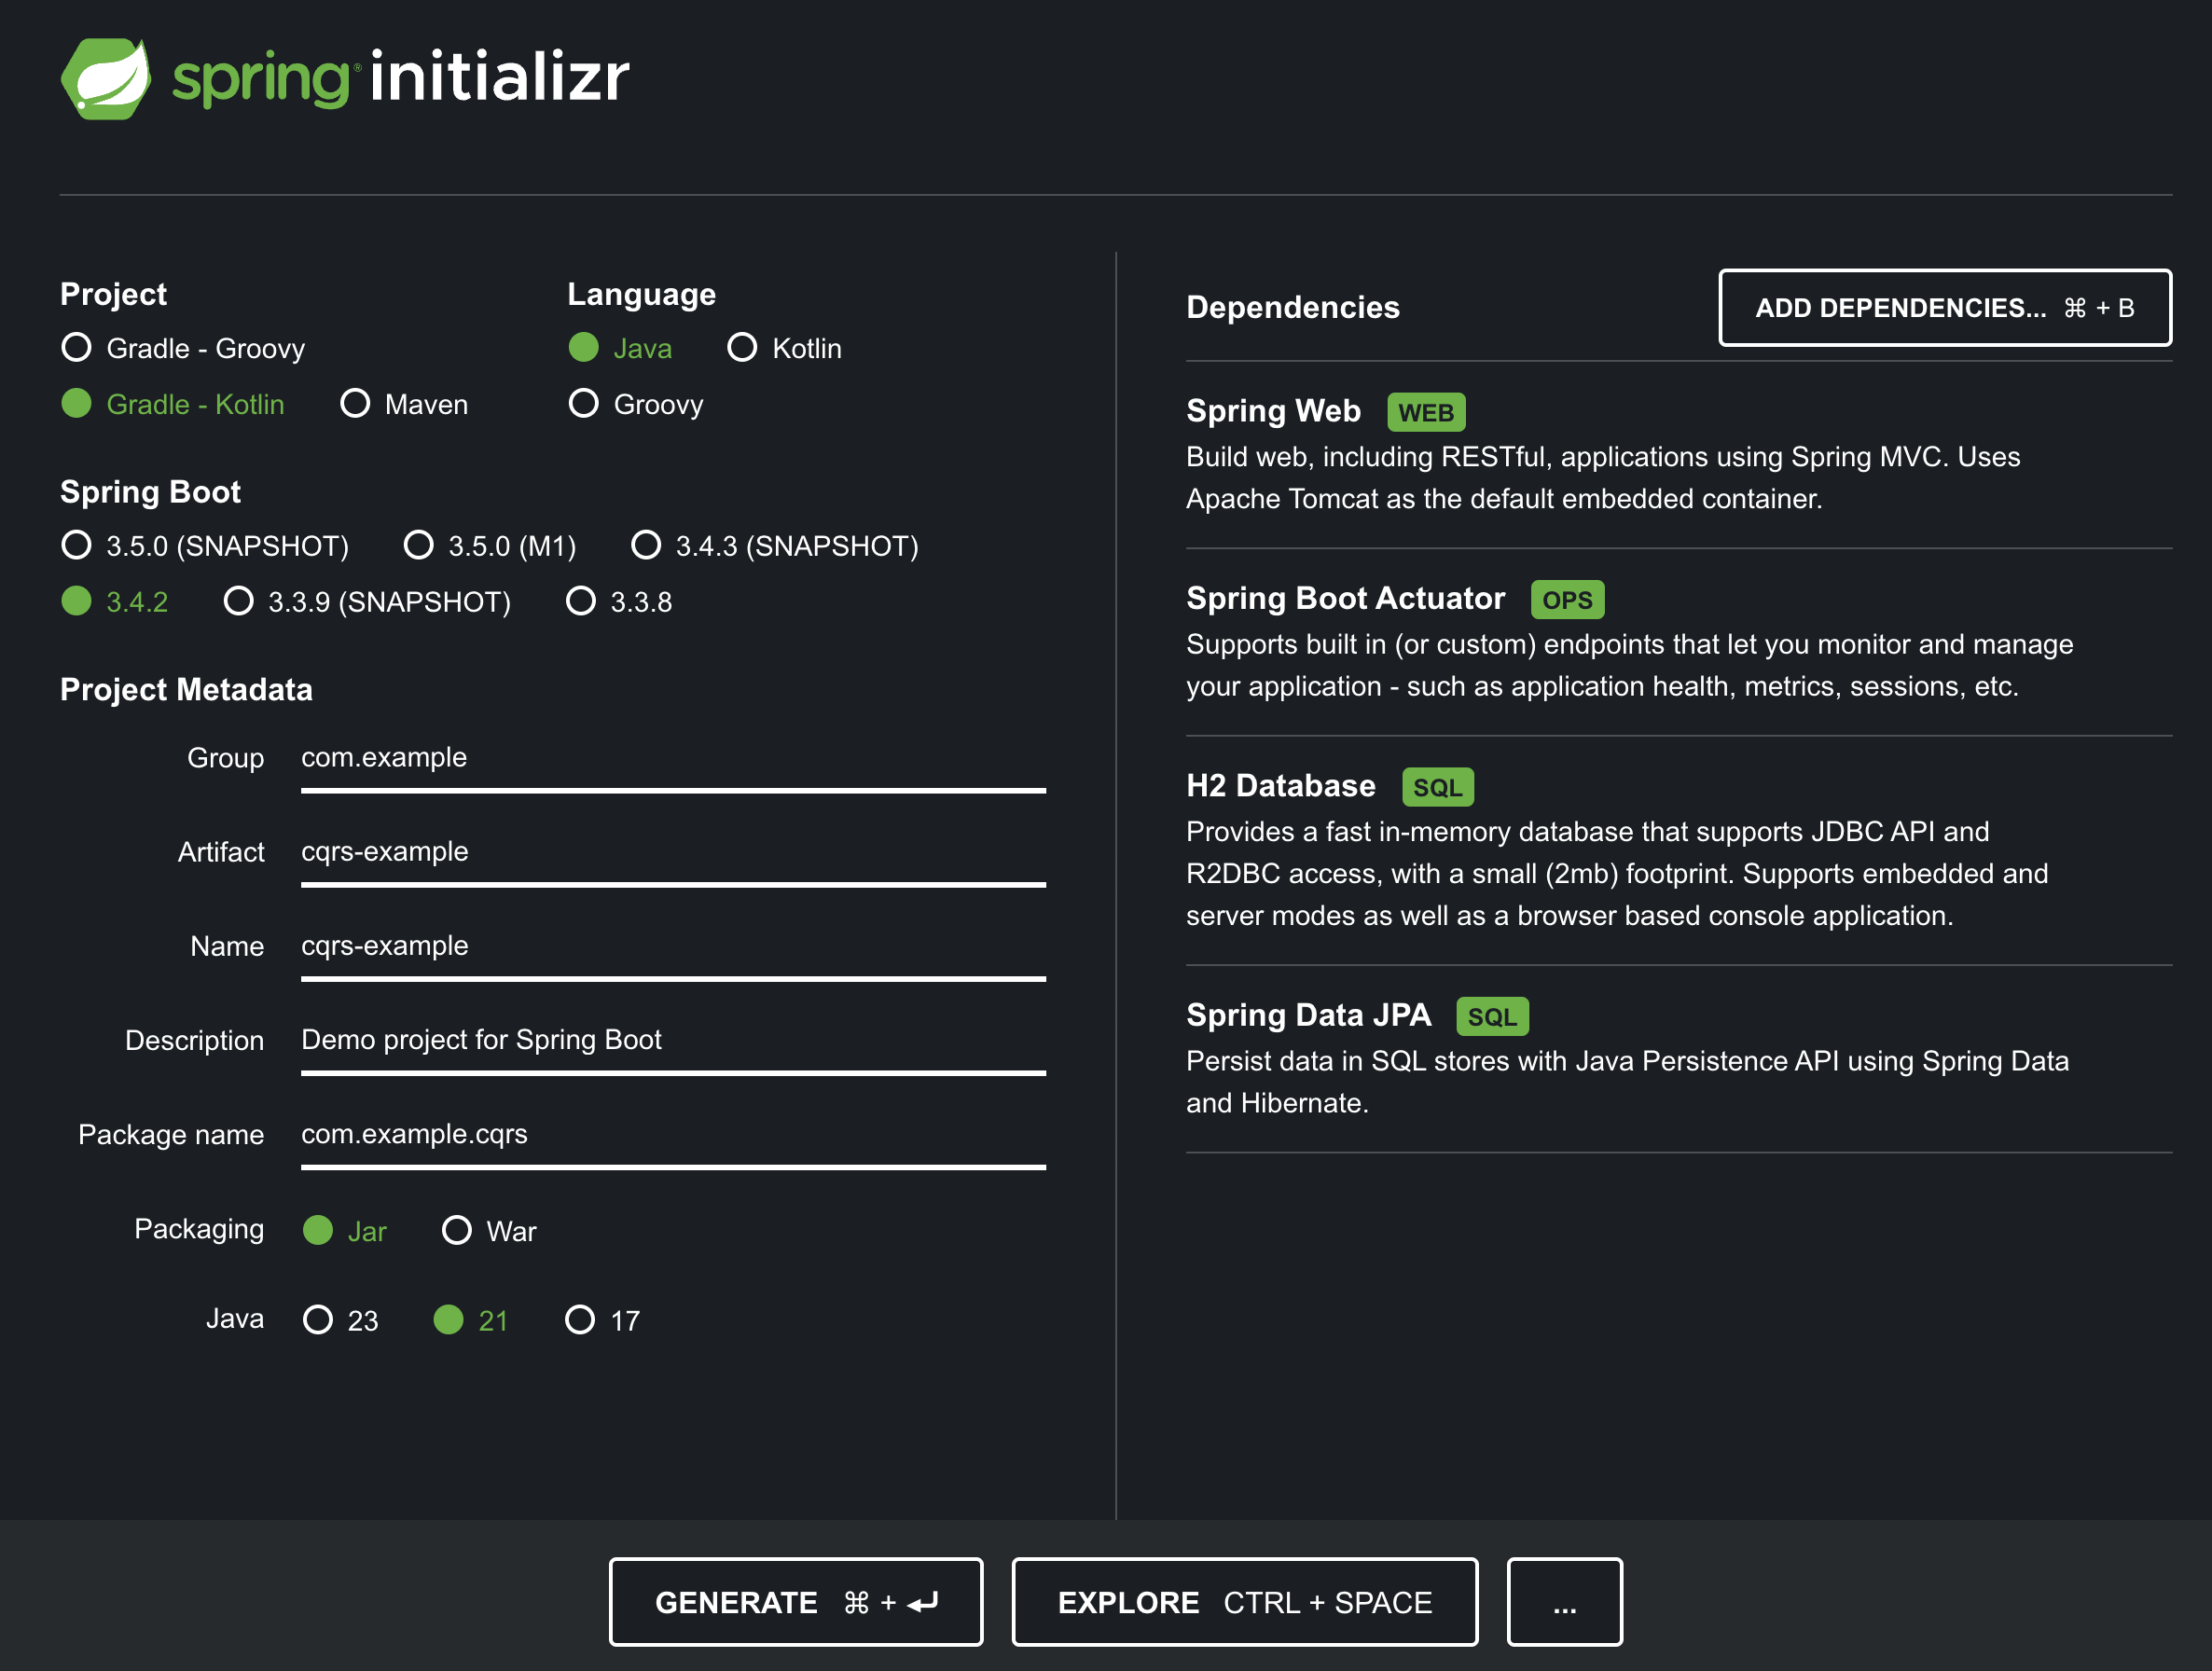 spring® initializr
Project
Gradle - Groovy
Gradle - Kotlin Maven
Language
Java Kotlin
Groovy
Spring Boot
3.5.0 (SNAPSHOT) 3.5.0 (M1) 3.4.3 (SNAPSHOT)
3.4.2 3.3.9 (SNAPSHOT) 3.3.8
Project Metadata
Group com.example
Artifact cqrs-example
Name cqrs-example
Description Demo project for Spring Boot
Package name com.example.cqrs
Packaging Jar War
Java 23 21 17
Dependencies ADD DEPENDENCIES... ⌘ + B
Spring Web WEB
Build web, including RESTful, applications using Spring MVC. Uses
Apache Tomcat as the default embedded container.
Spring Boot Actuator OPS
Supports built in (or custom) endpoints that let you monitor and manage
your application - such as application health, metrics, sessions, etc.
H2 Database SQL
Provides a fast in-memory database that supports JDBC API and
R2DBC access, with a small (2mb) footprint. Supports embedded and
server modes as well as a browser based console application.
Spring Data JPA SQL
Persist data in SQL stores with Java Persistence API using Spring Data
and Hibernate.
GENERATE ⌘ + ⏎ EXPLORE CTRL + SPACE ...